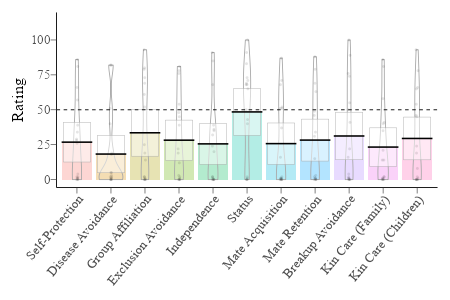 Rating
100
75
50
25
0
Self-Protection
Disease Avoidance
Group Affiliation
Exclusion Avoidance
Independence
Status
Mate Acquisition
Mate Retention
Breakup Avoidance
Kin Care (Family)
Kin Care (Children)